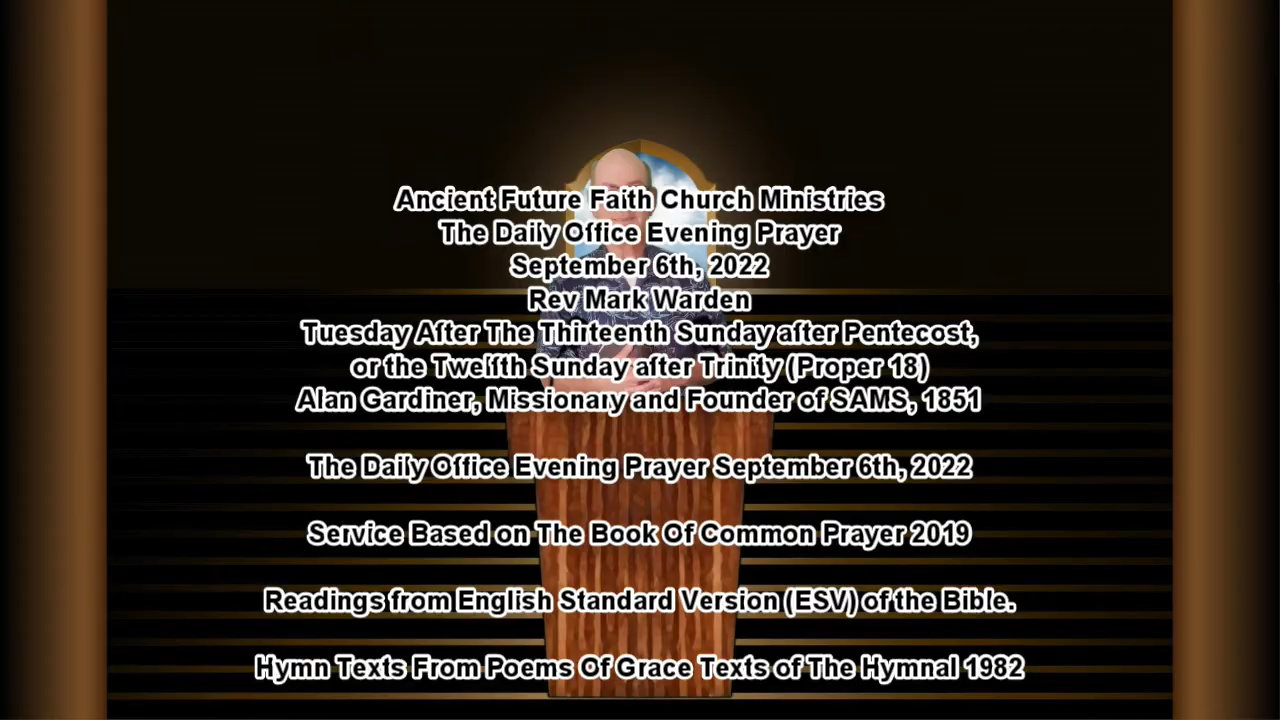 Ancient Future Faith Church Ministries
The Daily Office Evening Prayer
September 6th, 2022
Rev Mark Warden
Tuesday After The Thirteenth Sunday after Pentecost,
or the Twelfth Sunday after Trinity (Proper 18)
Alan Gardiner, Missionary and Founder of SAMS, 1851
The Daily Office Evening Prayer September 6th, 2022
Service Based on The Book Of Common Prayer 2019
Readings from English Standard Version (ESV) of the Bible.
Hymn Texts From Poems Of Grace Texts of The Hymnal 1982